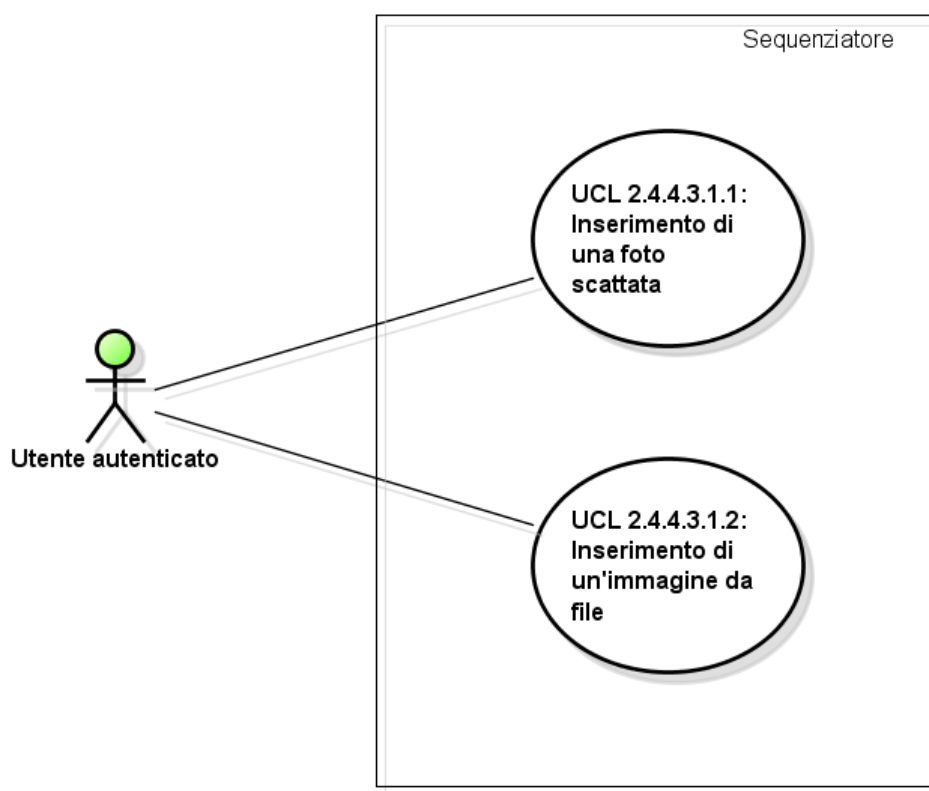 Sequenziatore
UCL 2.4.4.3.1.1:
Inserimento di
una foto
scattata
Utente autenticato
UCL 2.4.4.3.1.2:
Inserimento di
un'immagine da
file